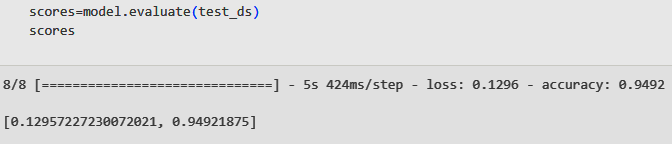 scores=model.evaluate(test_ds)
scores
8/8 [==============================] - 5s 424ms/step - loss: 0.1296 - accuracy: 0.9492
[0.12957227230072021, 0.94921875]